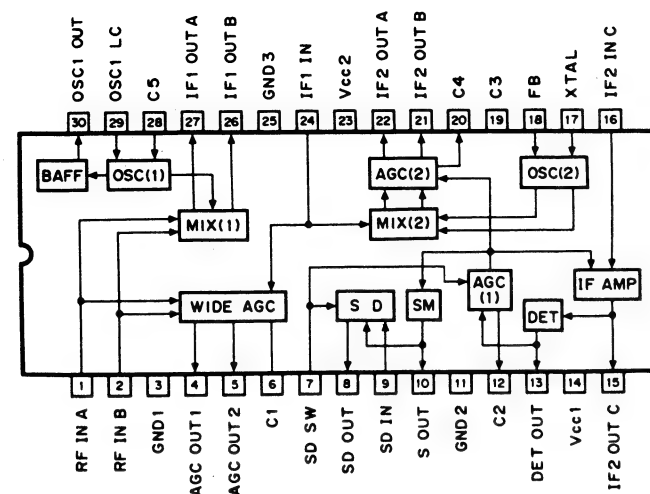 OSC1 OUT
OSC1 LC
C5
IF1 OUT A
IF1 OUT B
GND3
IF1 IN
Vcc2
IF2 OUT A
IF2 OUT B
C4
C3
FB
XTAL
IF2 IN C
30 29 28 27 26 25 24 23 22 21 20 19 18 17 16
BAFF
OSC(1)
AGC(2)
OSC(2)
MIX(1)
MIX(2)
WIDE AGC
S D
SM
AGC
(1)
IF AMP
DET
1 2 3 4 5 6 7 8 9 10 11 12 13 14 15
RF IN A
RF IN B
GND1
AGC OUT1
AGC OUT2
C1
SD SW
SD OUT
SD IN
S OUT
GND2
C2
DET OUT
Vcc1
IF2 OUT C